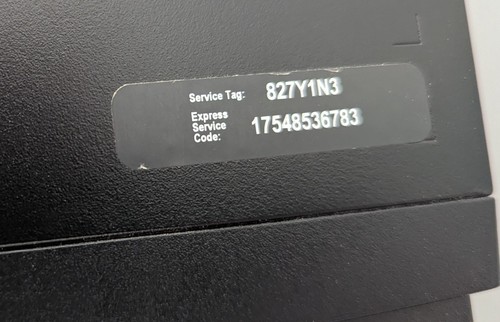 Service Tag: 827Y1N3
Express
Service
Code: 17548536783